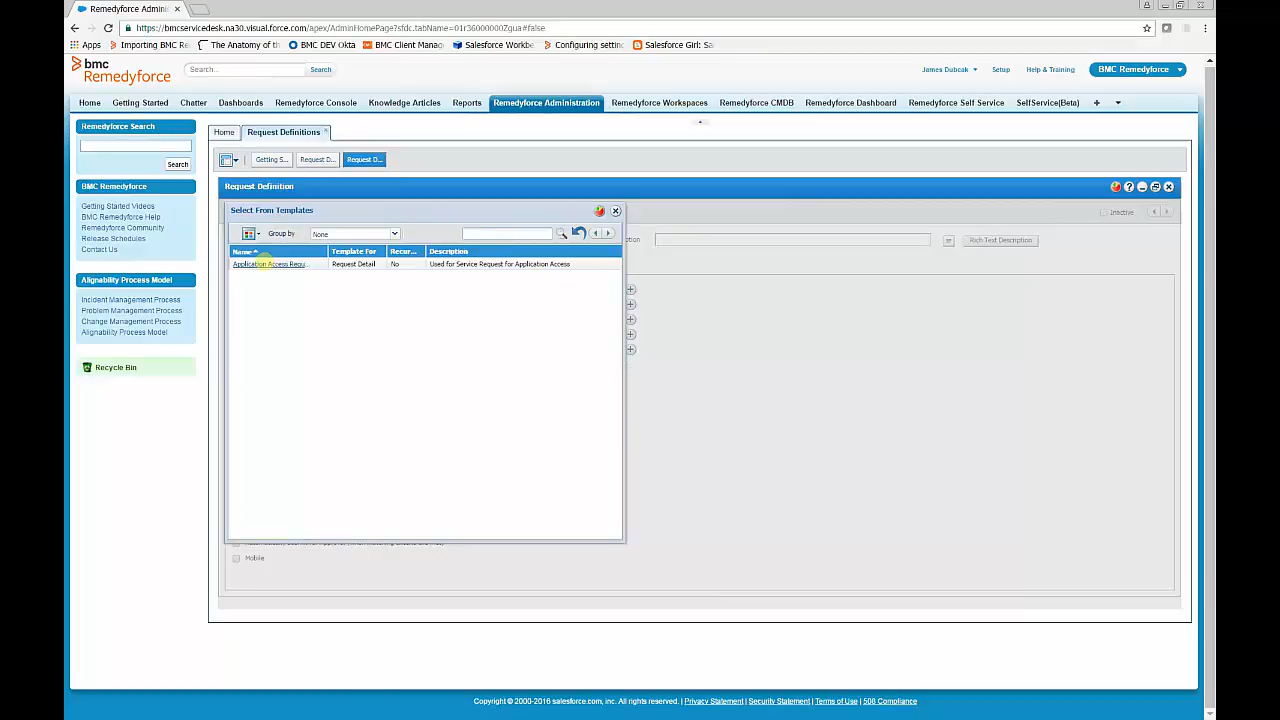 Remedyforce Administ
https://bmcservicedesk.na30.visual.force.com/apex/AdminHomePage?sfdc.tabName=01r36000000Zgua#false
Apps Importing BMC Re The Anatomy of th BMC DEV Okta BMC Client Manag Salesforce Workbe Configuring settin Salesforce Girl: Sa
bmc
Remedyforce
Search...
Search
James Dubcak
Setup
Help & Training
BMC Remedyforce
Home Getting Started Chatter Dashboards Remedyforce Console Knowledge Articles Reports Remedyforce Administration Remedyforce Workspaces Remedyforce CMDB Remedyforce Dashboard Remedyforce Self Service SelfService(Beta) +
Remedyforce Search
Search
BMC Remedyforce
Getting Started Videos
BMC Remedyforce Help
Remedyforce Community
Release Schedules
Contact Us
Alignability Process Model
Incident Management Process
Problem Management Process
Change Management Process
Alignability Process Model
Recycle Bin
Home Request Definitions
Getting S... Request D... Request D...
Request Definition
Inactive
Select From Templates
Group by None
Rich Text Description
Name Template For Recur... Description
Application Access Requ... Request Detail No Used for Service Request for Application Access
Mobile
Copyright © 2000-2016 salesforce.com, inc. All rights reserved. | Privacy Statement | Security Statement | Terms of Use | 508 Compliance